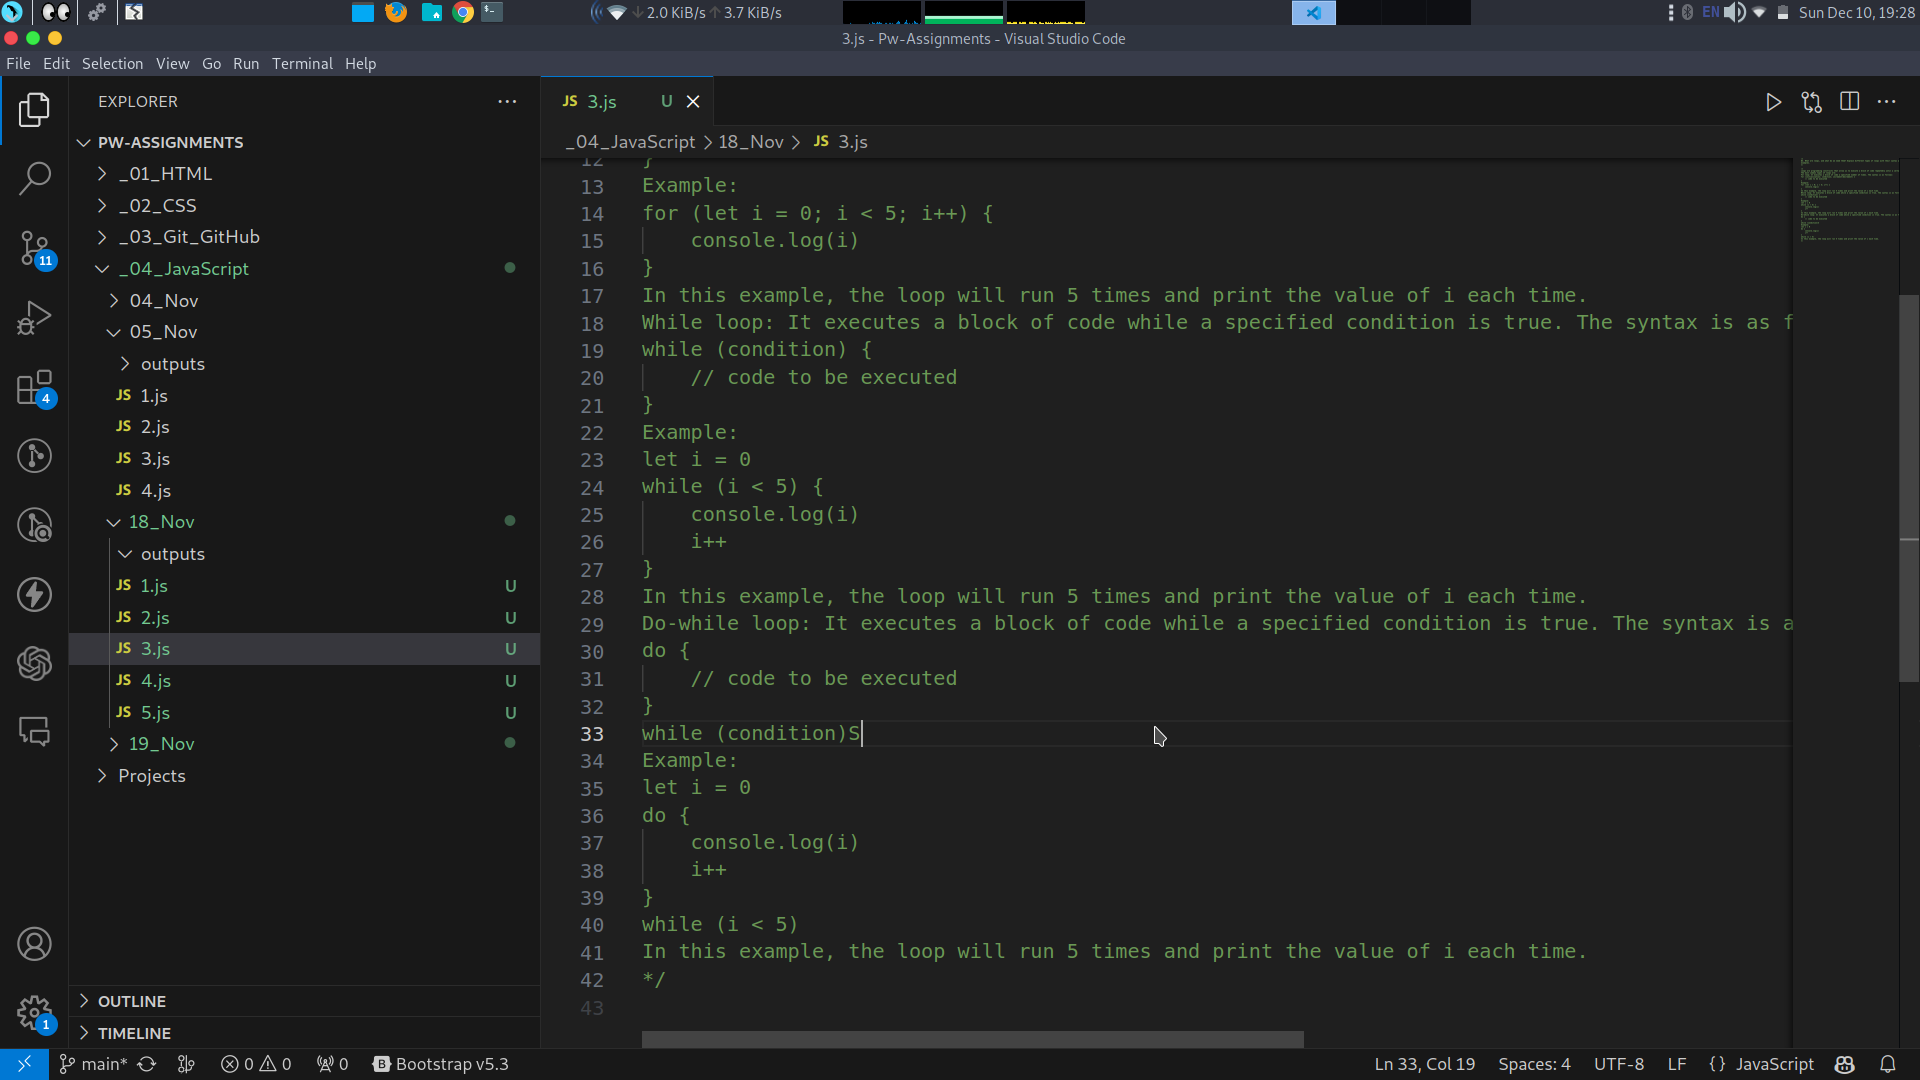 2.0 KiB/s 3.7 KiB/s
EN
Sun Dec 10, 19:28
3.js - Pw-Assignments - Visual Studio Code
File Edit Selection View Go Run Terminal Help
EXPLORER
PW-ASSIGNMENTS
_01_HTML
_02_CSS
_03_Git_GitHub
_04_JavaScript
04_Nov
05_Nov
outputs
JS 1.js
JS 2.js
JS 3.js
JS 4.js
18_Nov
outputs
JS 1.js U
JS 2.js U
JS 3.js U
JS 4.js U
JS 5.js U
19_Nov
Projects
OUTLINE
TIMELINE
11
4
1
JS 3.js U
_04_JavaScript > 18_Nov > JS 3.js
12 }
13 Example:
14 for (let i = 0; i < 5; i++) {
15 console.log(i)
16 }
17 In this example, the loop will run 5 times and print the value of i each time.
18 While loop: It executes a block of code while a specified condition is true. The syntax is as f
19 while (condition) {
20 // code to be executed
21 }
22 Example:
23 let i = 0
24 while (i < 5) {
25 console.log(i)
26 i++
27 }
28 In this example, the loop will run 5 times and print the value of i each time.
29 Do-while loop: It executes a block of code while a specified condition is true. The syntax is a
30 do {
31 // code to be executed
32 }
33 while (condition)S
34 Example:
35 let i = 0
36 do {
37 console.log(i)
38 i++
39 }
40 while (i < 5)
41 In this example, the loop will run 5 times and print the value of i each time.
42 */
43
main* 0 0 0 Bootstrap v5.3
Ln 33, Col 19 Spaces: 4 UTF-8 LF {} JavaScript